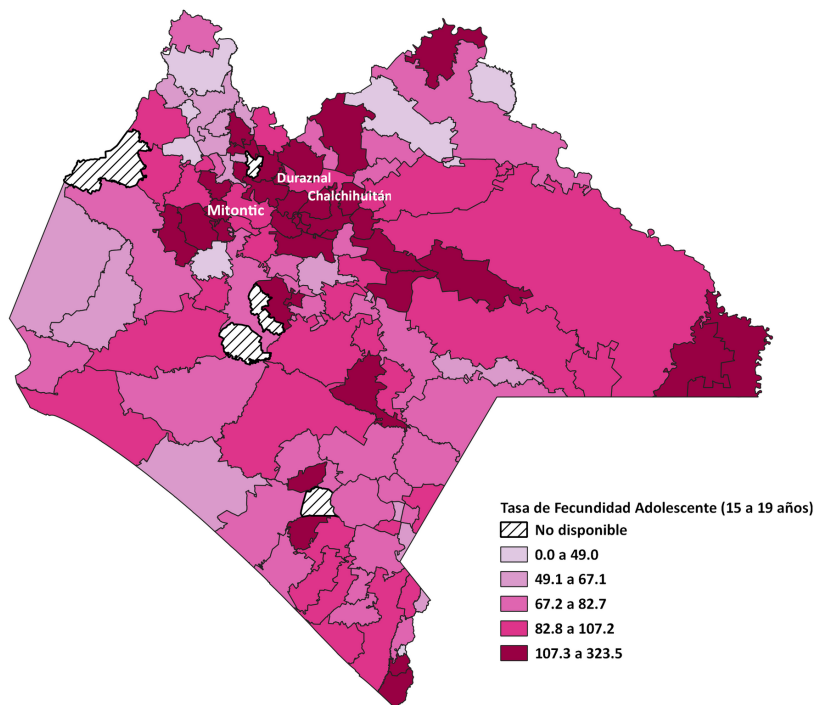 Duraznal
Chalchihuitán
Mitontic
Tasa de Fecundidad Adolescente (15 a 19 años)
No disponible
0.0 a 49.0
49.1 a 67.1
67.2 a 82.7
82.8 a 107.2
107.3 a 323.5